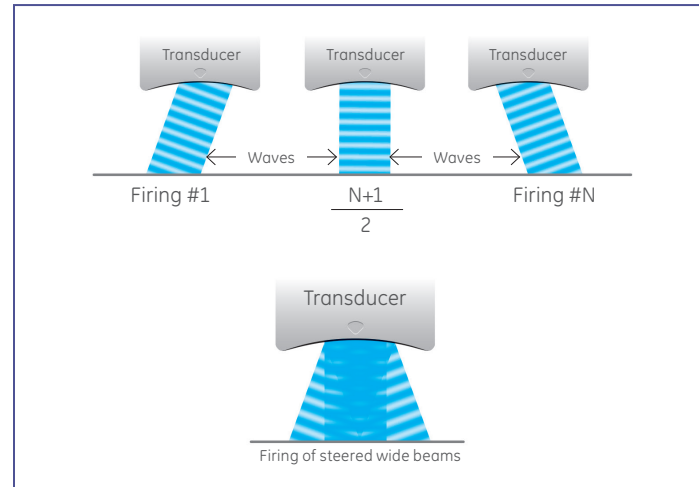 Transducer Transducer Transducer
Waves Waves
Firing #1 N+1 Firing #N
2
Transducer
Firing of steered wide beams